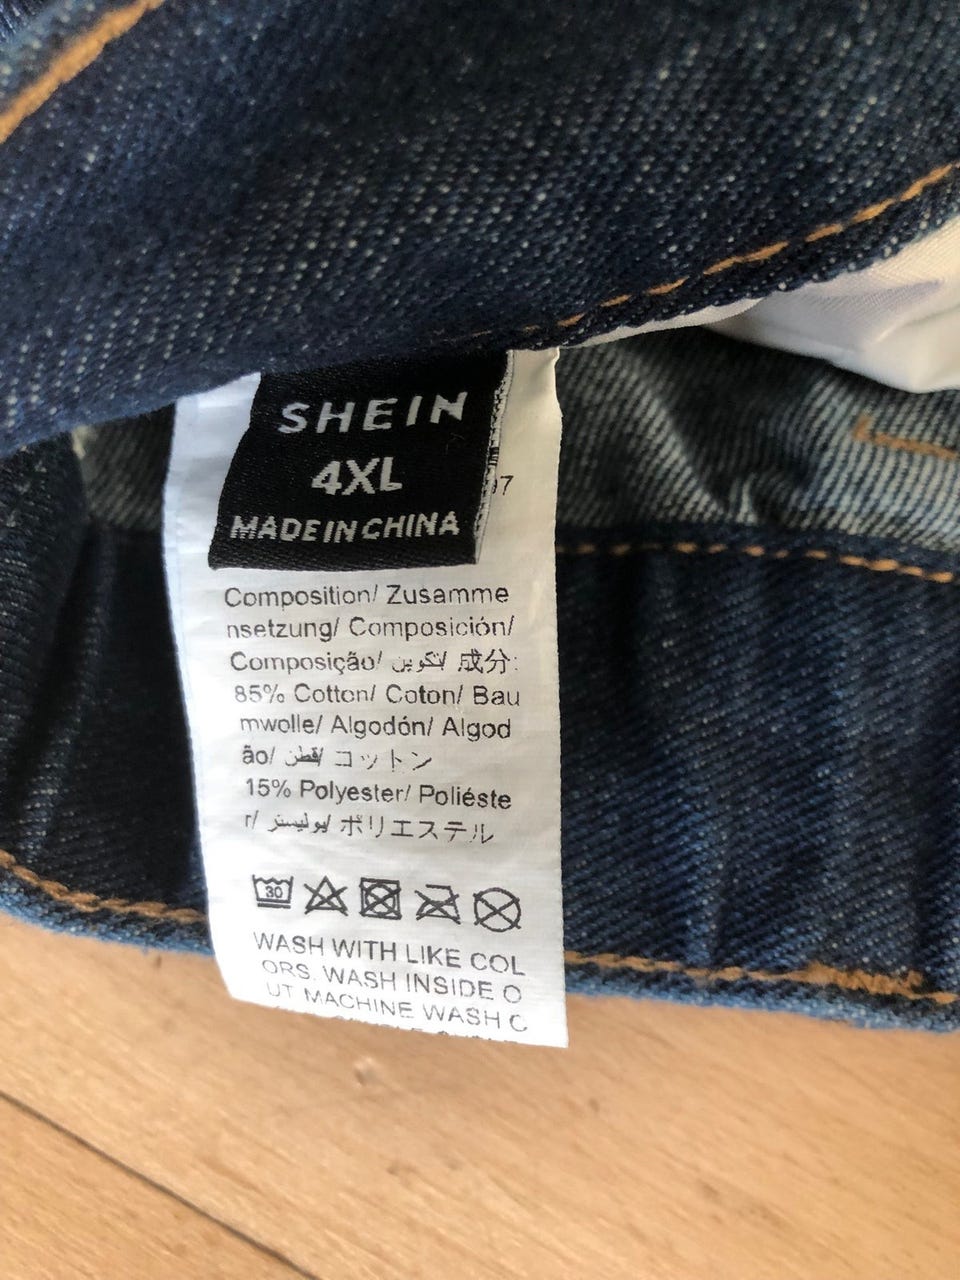 SHEIN
4XL
MADE IN CHINA
07
Composition/ Zusamme
nsetzung/ Composición/
Composição/ تكوين/ 成分:
85% Cotton/ Coton/ Bau
mwolle/ Algodón/ Algod
ão/ قطن/ コットン
15% Polyester/ Poliéste
r/ بوليستر/ ポリエステル
30
WASH WITH LIKE COL
ORS. WASH INSIDE O
UT MACHINE WASH C